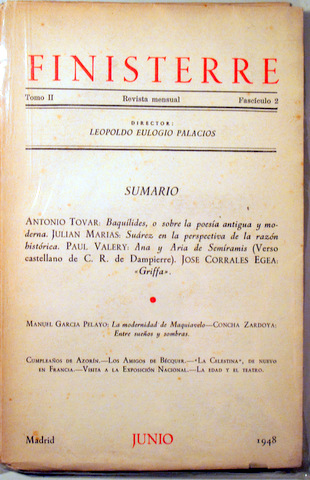 FINISTERRE
Tomo II Revista mensual Fascículo 2
DIRECTOR:
LEOPOLDO EULOGIO PALACIOS
SUMARIO
ANTONIO TOVAR: Baquílides, o sobre la poesía antigua y mo-
derna. JULIAN MARIAS: Suárez en la perspectiva de la razón
histórica. PAUL VALERY: Ana y Aria de Semíramis (Verso
castellano de C. R. de Dampierre). JOSE CORRALES EGEA:
«Griffa».
MANUEL GARCIA PELAYO: La modernidad de Maquiavelo—CONCHA ZARDOYA:
Entre sueños y sombras.
CUMPLEAÑOS DE AZORÍN.—LOS AMIGOS DE BÉCQUER.—"LA CELESTINA", DE NUEVO
EN FRANCIA.—VISITA A LA EXPOSICIÓN NACIONAL.—LA EDAD Y EL TEATRO.
Madrid JUNIO 1948